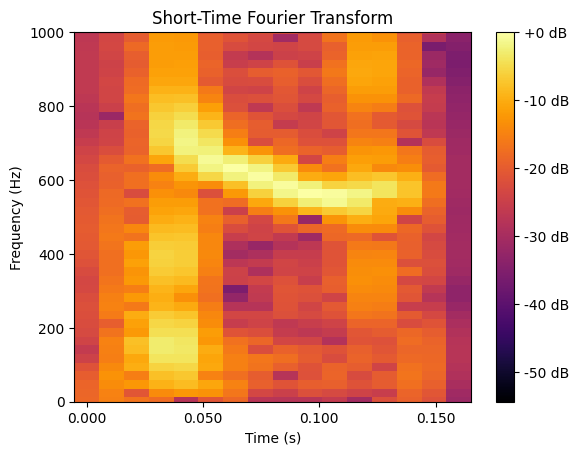 Short-Time Fourier Transform
1000
800
600
400
200
0
Frequency (Hz)
0.000
0.050
0.100
0.150
Time (s)
+0 dB
-10 dB
-20 dB
-30 dB
-40 dB
-50 dB